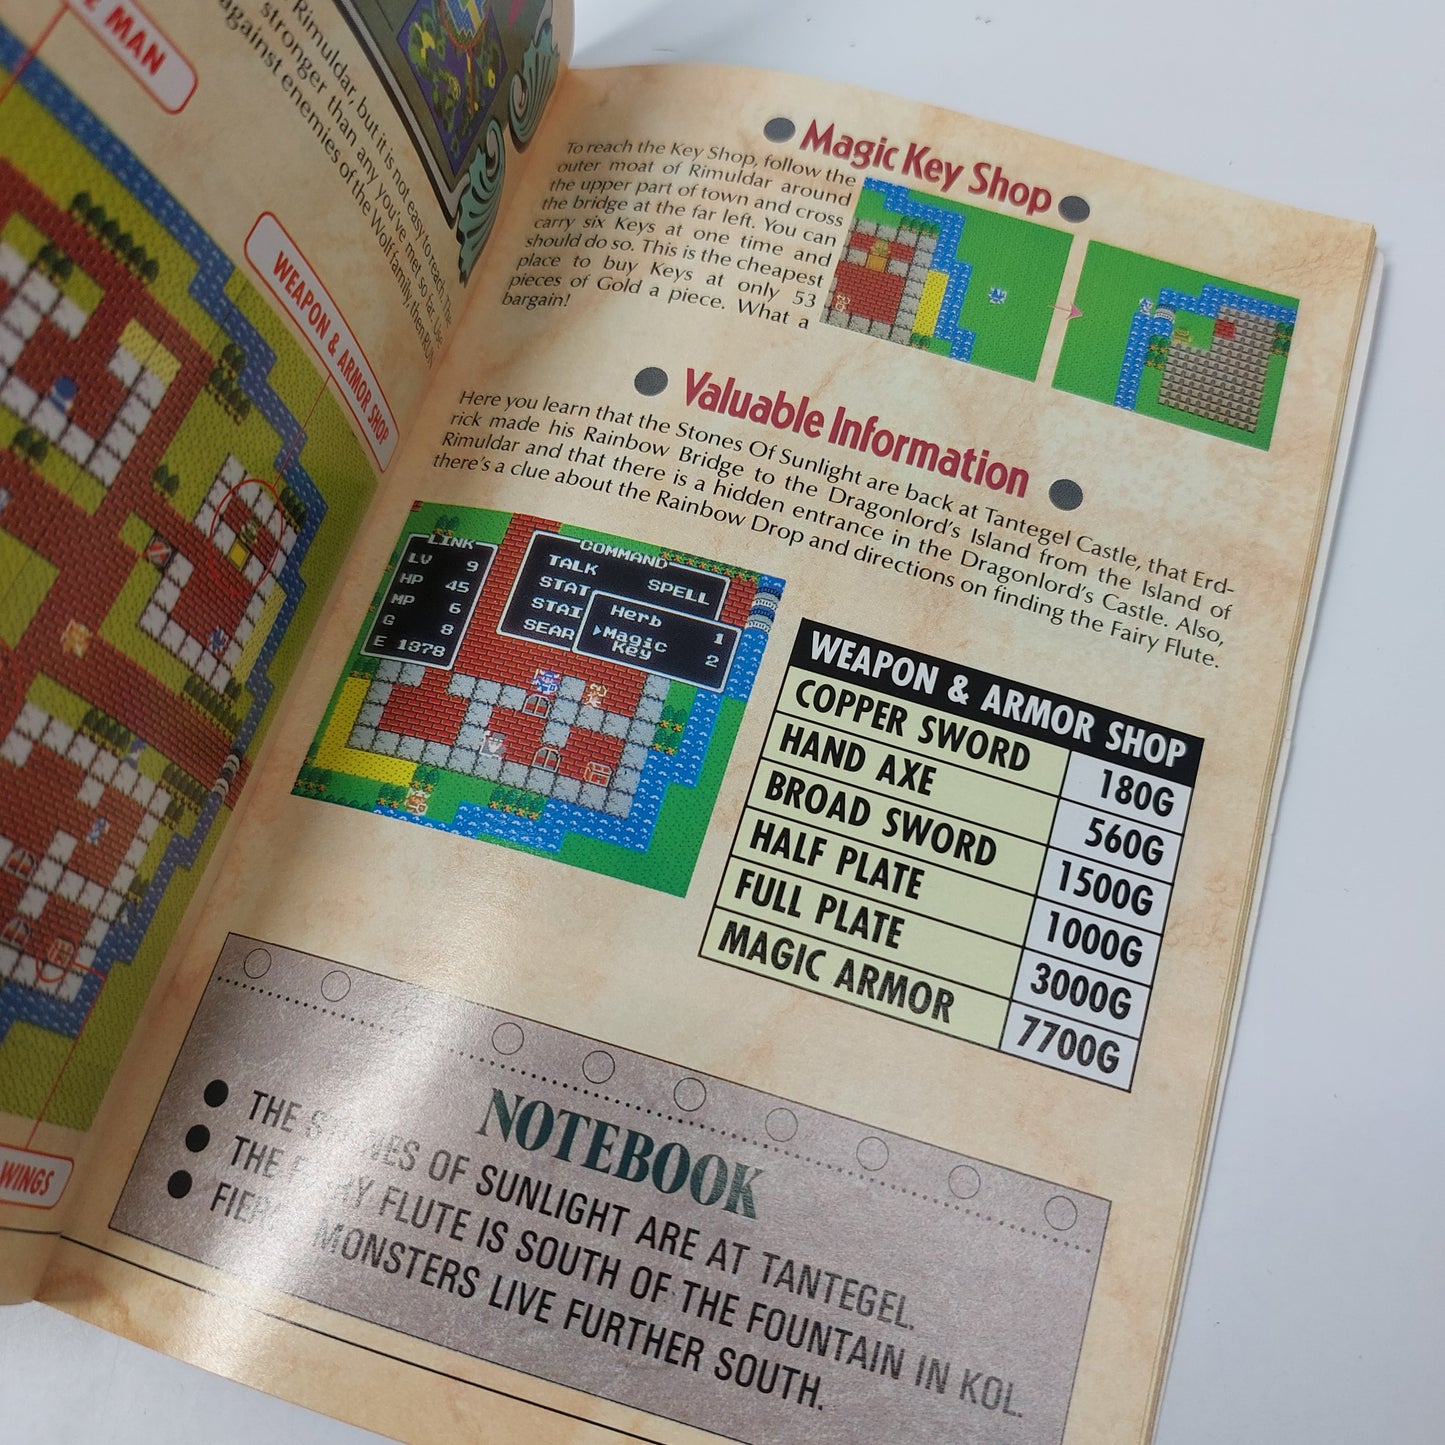 E MAN
Rimuldar, but it is not easy to reach. The
stronger than any you've met so far. Use
against enemies of the Wolf family, then RUN
WEAPON & ARMOR SHOP
WINGS
Magic Key Shop
To reach the Key Shop, follow the
outer moat of Rimuldar around
the upper part of town and cross
the bridge at the far left. You can
carry six Keys at one time and
should do so. This is the cheapest
place to buy Keys at only 53
pieces of Gold a piece. What a
bargain!
Valuable Information
Here you learn that the Stones Of Sunlight are back at Tantegel Castle, that Erd-
rick made his Rainbow Bridge to the Dragonlord's Island from the Island of
Rimuldar and that there is a hidden entrance in the Dragonlord's Castle. Also,
there's a clue about the Rainbow Drop and directions on finding the Fairy Flute.
LINK
LV 9
HP 45
MP 6
G 8
E 1878
COMMAND
TALK SPELL
STAT
STAI
SEAR
Herb 1
Magic
Key 2
WEAPON & ARMOR SHOP
COPPER SWORD 180G
HAND AXE 560G
BROAD SWORD 1500G
HALF PLATE 1000G
FULL PLATE 3000G
MAGIC ARMOR 7700G
NOTEBOOK
● THE STONES OF SUNLIGHT ARE AT TANTEGEL.
● THE FAIRY FLUTE IS SOUTH OF THE FOUNTAIN IN KOL.
● FIERCE MONSTERS LIVE FURTHER SOUTH.